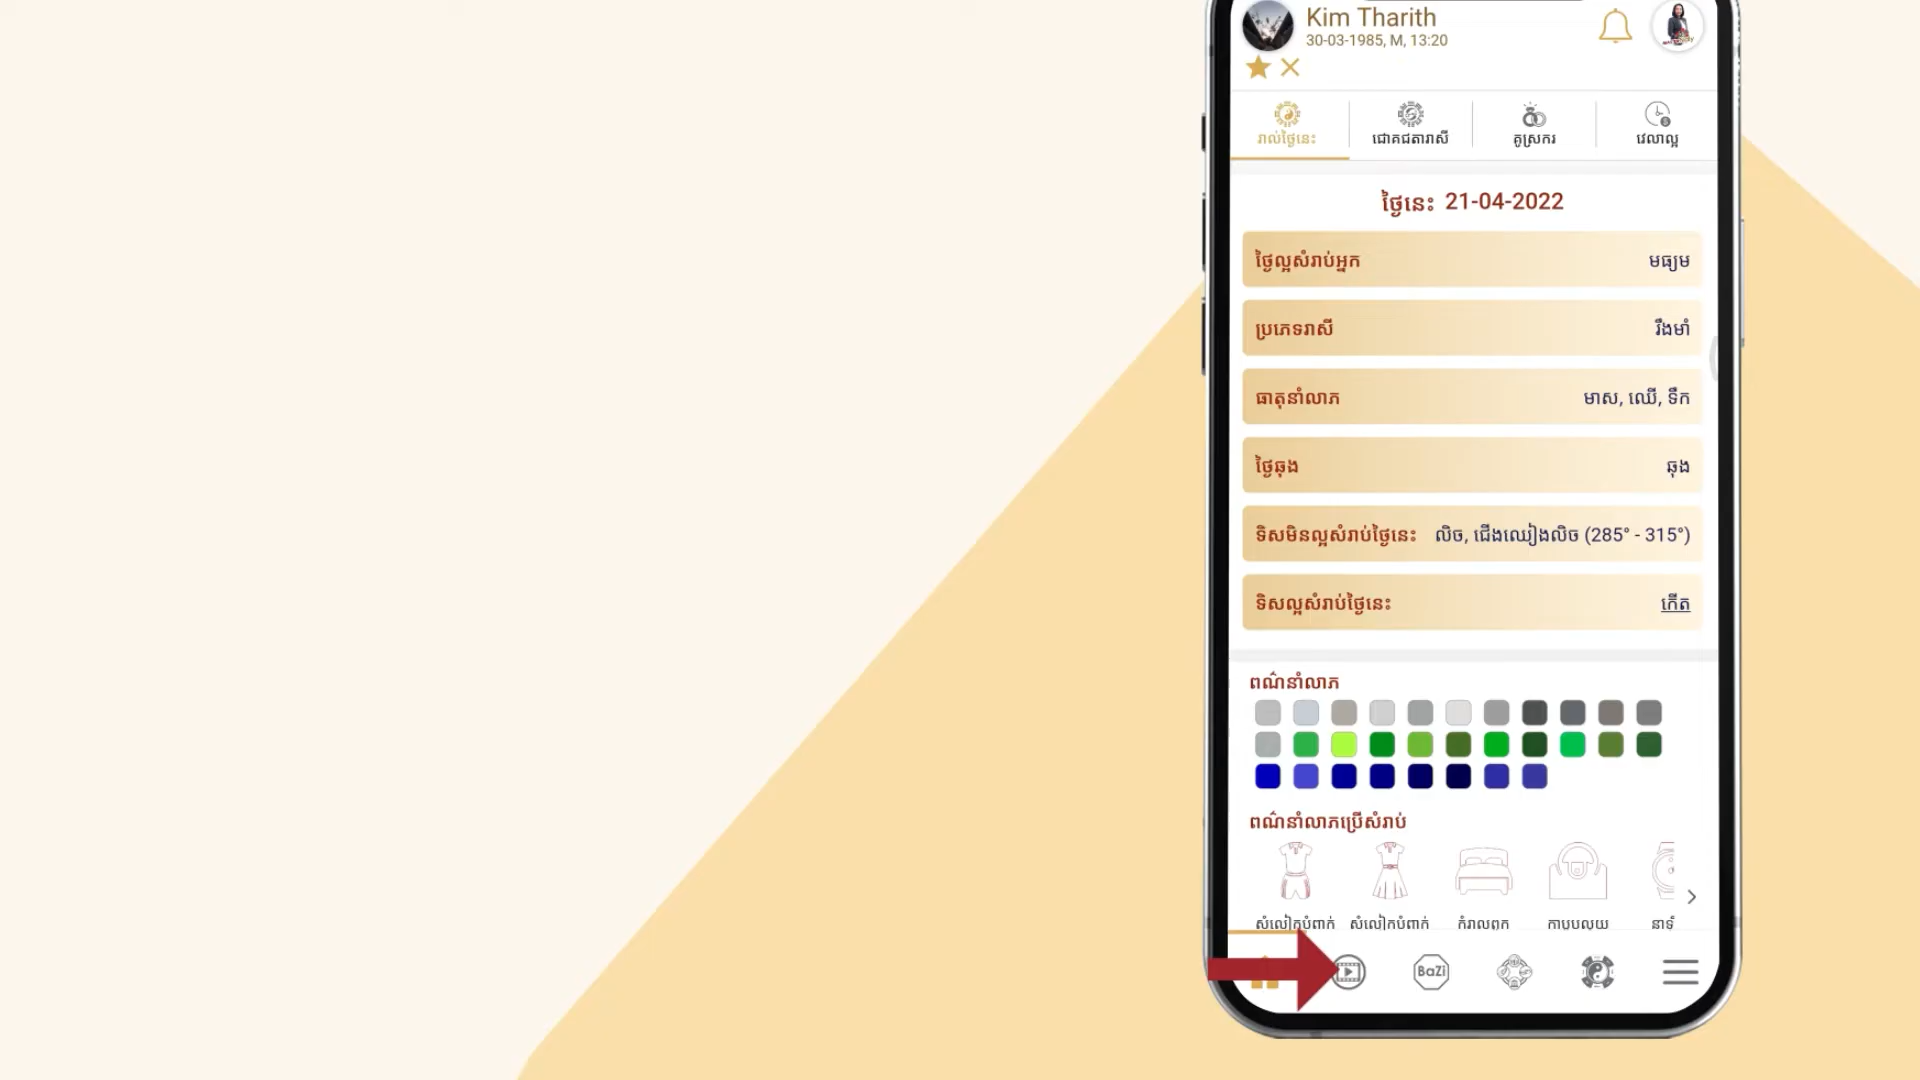 Kim Tharith
30-03-1985, M, 13:20
រាល់ថ្ងៃនេះ
ជោគជតារាសី
គូស្រករ
វេលាល្អ
ថ្ងៃនេះ 21-04-2022
ថ្ងៃល្អសំរាប់អ្នក មធ្យម
ប្រភេទរាសី រឹងមាំ
ធាតុនាំលាភ មាស, ឈើ, ទឹក
ថ្ងៃឆុង ឆុង
ទិសមិនល្អសំរាប់ថ្ងៃនេះ លិច, ជើងឈៀងលិច (285° - 315°)
ទិសល្អសំរាប់ថ្ងៃនេះ កើត
ពណ៌នាំលាភ
ពណ៌នាំលាភប្រើសំរាប់
សំលៀកបំពាក់ សំលៀកបំពាក់ កំរាលពូក កាបូបលុយ
BaZi